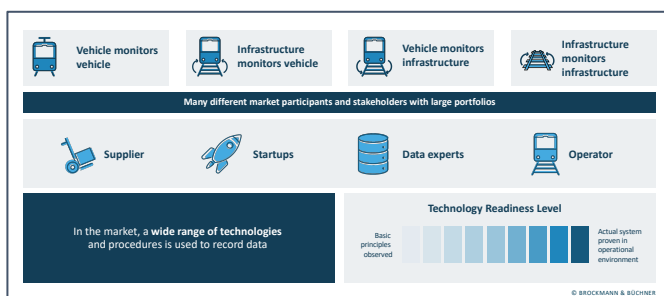 Vehicle monitors
vehicle
Infrastructure
monitors vehicle
Vehicle monitors
infrastructure
Infrastructure
monitors
infrastructure
Many different market participants and stakeholders with large portfolios
Supplier
Startups
Data experts
Operator
In the market, a wide range of technologies
and procedures is used to record data
Technology Readiness Level
Basic
principles
observed
Actual system
proven in
operational
environment
© BROCKMANN & BÜCHNER